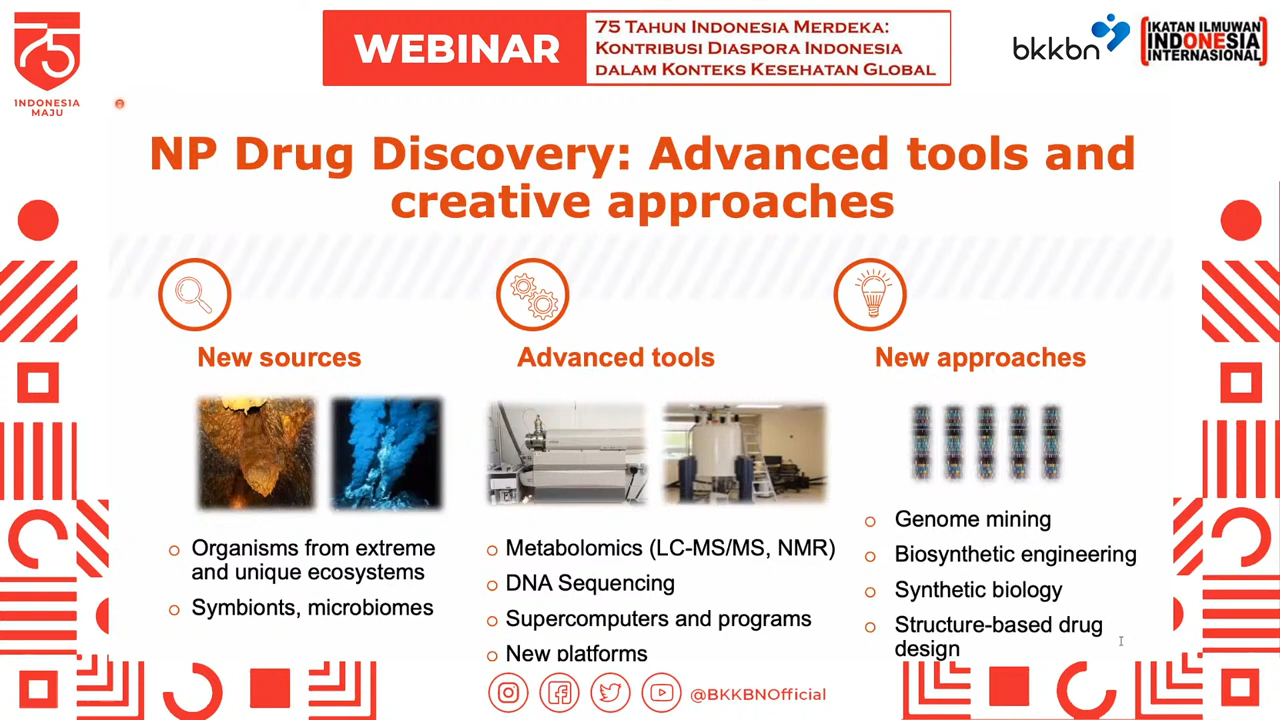 75
INDONESIA
MAJU
WEBINAR
75 TAHUN INDONESIA MERDEKA:
KONTRIBUSI DIASPORA INDONESIA
DALAM KONTEKS KESEHATAN GLOBAL
bkkbn
IKATAN ILMUWAN
INDONESIA
INTERNASIONAL
NP Drug Discovery: Advanced tools and
creative approaches
New sources
Organisms from extreme
and unique ecosystems
Symbionts, microbiomes
Advanced tools
Metabolomics (LC-MS/MS, NMR)
DNA Sequencing
Supercomputers and programs
New platforms
New approaches
Genome mining
Biosynthetic engineering
Synthetic biology
Structure-based drug
design
@BKKBNOfficial